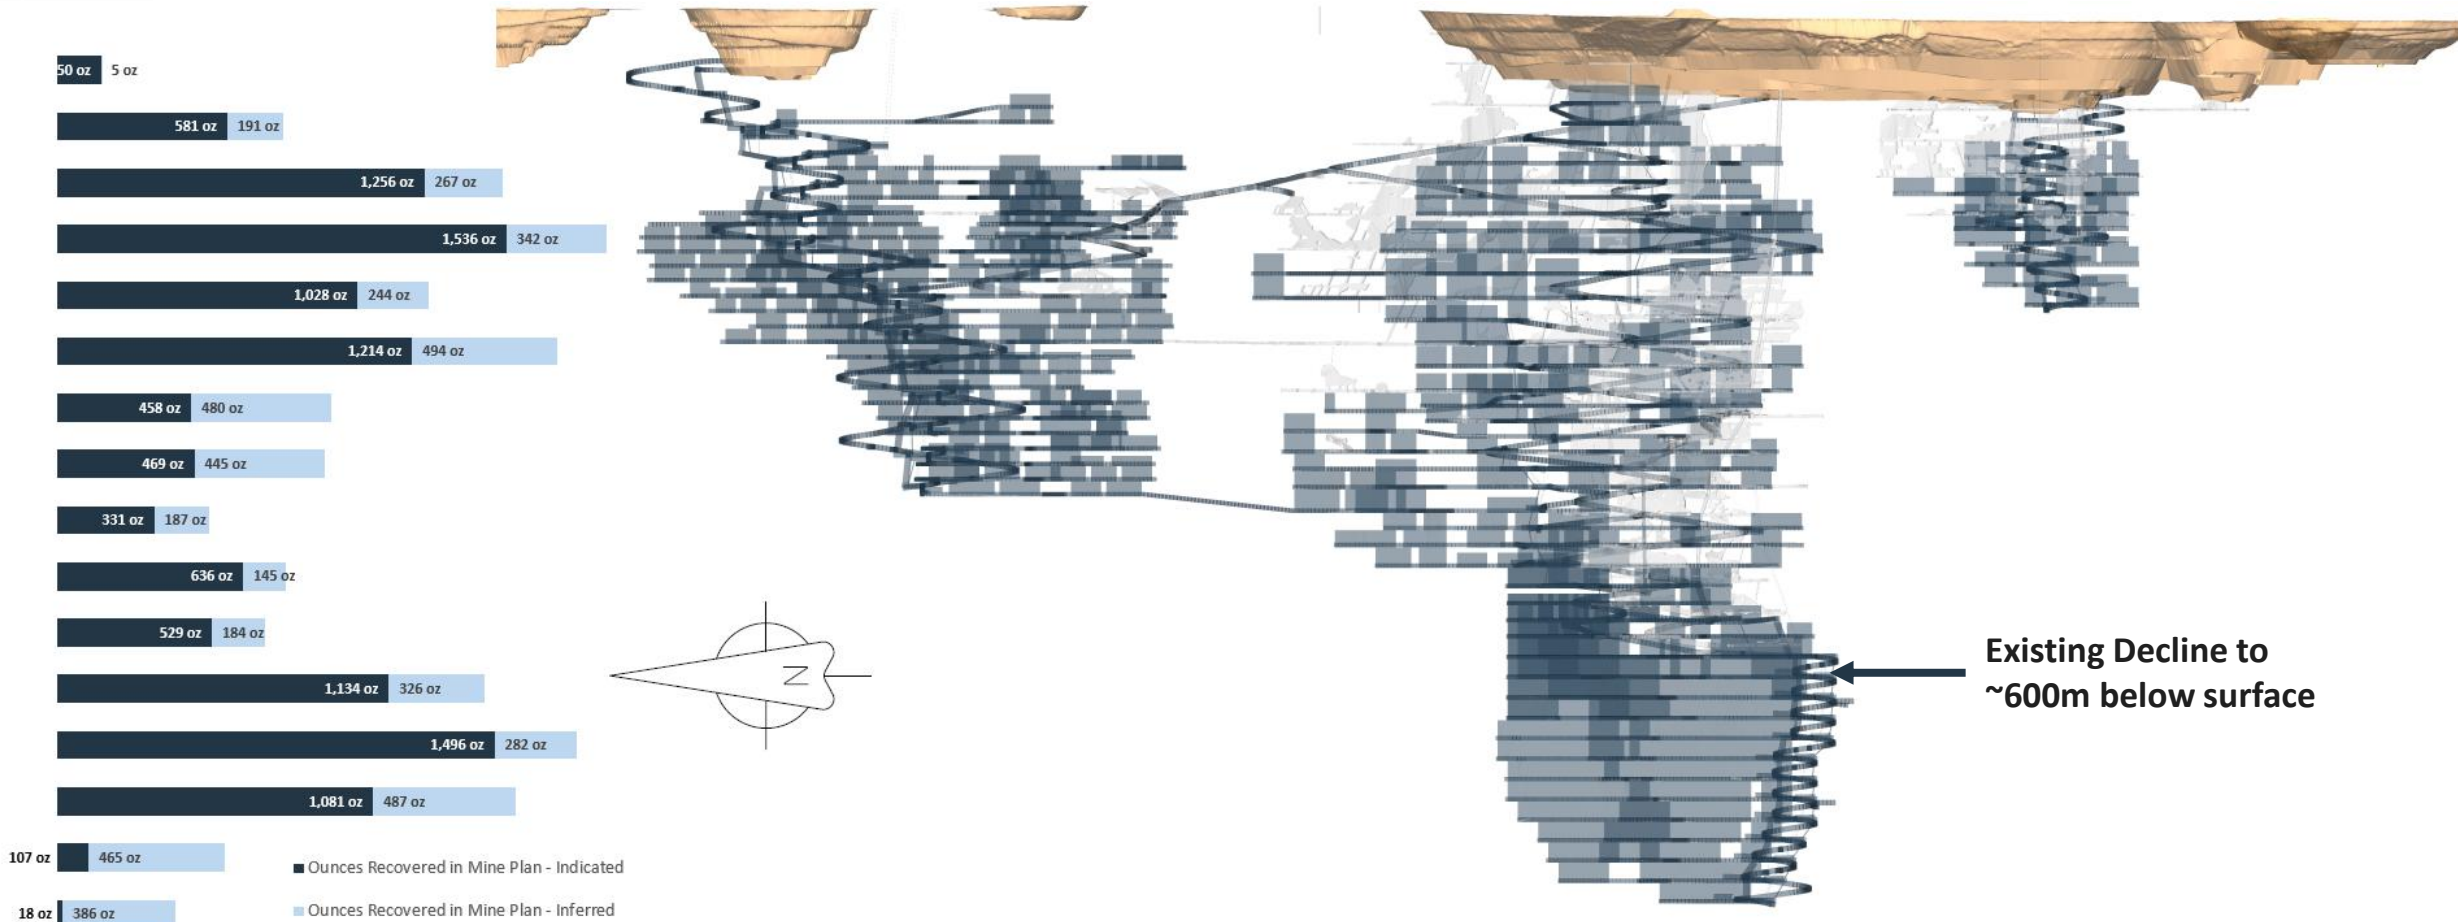 50 oz 5 oz
581 oz 191 oz
1,256 oz 267 oz
1,536 oz 342 oz
1,028 oz 244 oz
1,214 oz 494 oz
458 oz 480 oz
469 oz 445 oz
331 oz 187 oz
636 oz 145 oz
529 oz 184 oz
1,134 oz 326 oz
1,496 oz 282 oz
1,081 oz 487 oz
107 oz 465 oz
18 oz 386 oz
Ounces Recovered in Mine Plan - Indicated
Ounces Recovered in Mine Plan - Inferred
N
Existing Decline to
~600m below surface